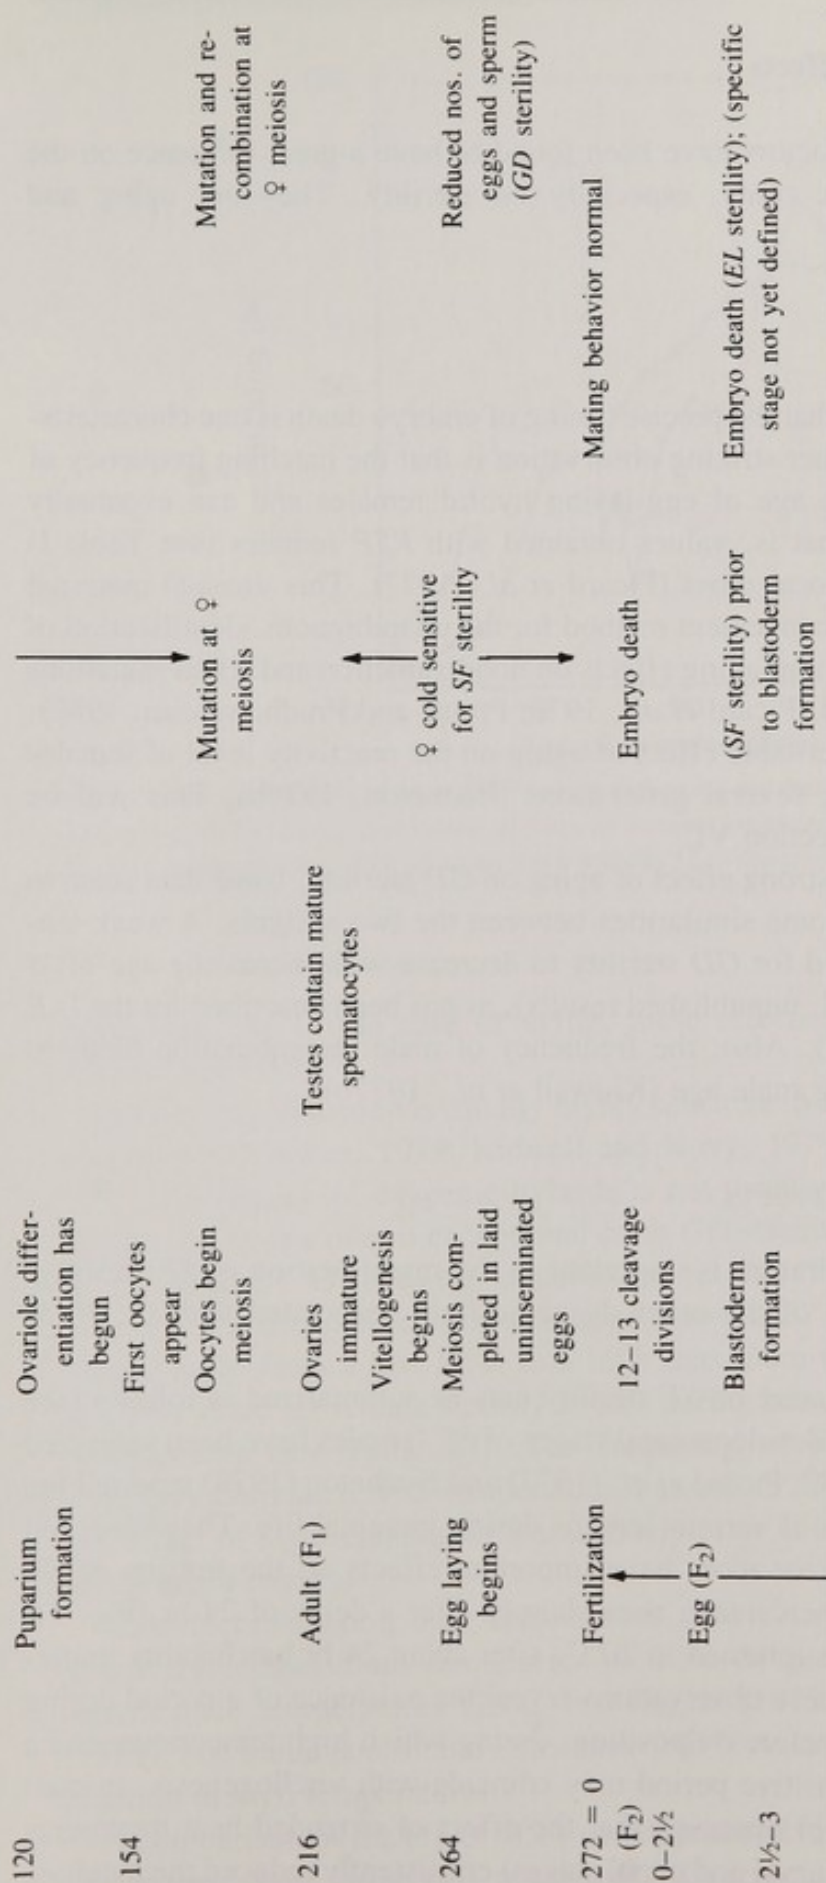 120
Puparium
formation
Ovariole differ-
entiation has
begun
154
First oocytes
appear
Oocytes begin
meiosis
Mutation at ♀
meiosis
Mutation and re-
combination at
♀ meiosis
216
Adult (F₁)
Ovaries
immature
Testes contain mature
spermatocytes
Vitellogenesis
begins
♀ cold sensitive
for SF sterility
264
Egg laying
begins
Meiosis com-
pleted in laid
uninseminated
eggs
Reduced nos. of
eggs and sperm
(GD sterility)
272 = 0
(F₂)
Fertilization
Mating behavior normal
0–2½
12–13 cleavage
divisions
Embryo death
Egg (F₂)
2½–3
Blastoderm
formation
(SF sterility) prior
to blastoderm
formation
Embryo death (EL sterility); (specific
stage not yet defined)